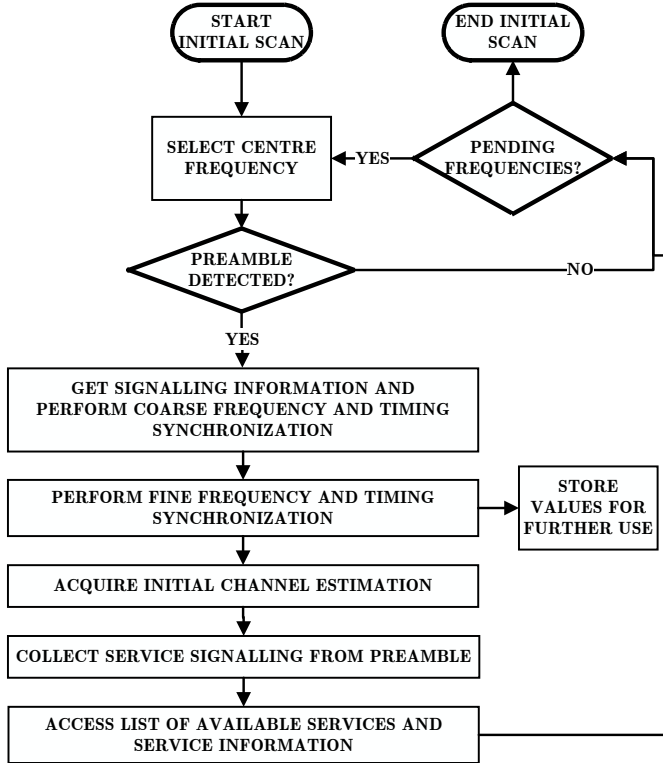 START
INITIAL SCAN
END INITIAL
SCAN
SELECT CENTRE
FREQUENCY
YES
PENDING
FREQUENCIES?
PREAMBLE
DETECTED?
NO
YES
GET SIGNALLING INFORMATION AND
PERFORM COARSE FREQUENCY AND TIMING
SYNCHRONIZATION
PERFORM FINE FREQUENCY AND TIMING
SYNCHRONIZATION
STORE
VALUES FOR
FURTHER USE
ACQUIRE INITIAL CHANNEL ESTIMATION
COLLECT SERVICE SIGNALLING FROM PREAMBLE
ACCESS LIST OF AVAILABLE SERVICES AND
SERVICE INFORMATION